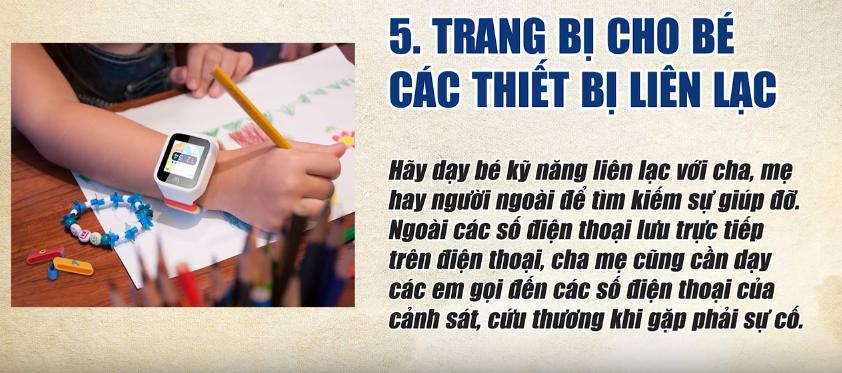 5. TRANG BỊ CHO BÉ
CÁC THIẾT BỊ LIÊN LẠC
Hãy dạy bé kỹ năng liên lạc với cha, mẹ
hay người ngoài để tìm kiếm sự giúp đỡ.
Ngoài các số điện thoại lưu trực tiếp
trên điện thoại, cha mẹ cũng cần dạy
các em gọi đến các số điện thoại của
cảnh sát, cứu thương khi gặp phải sự cố.